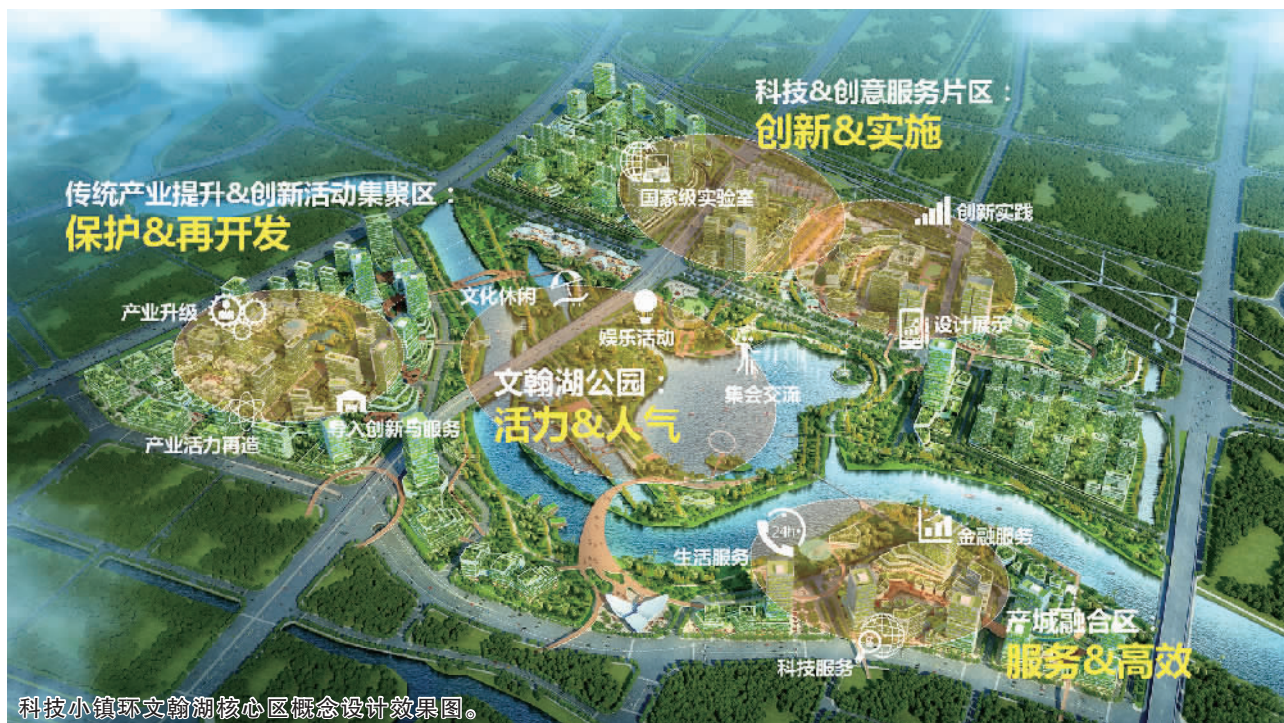 科技&创意服务片区：
创新&实施
国家级实验室
创新实践
设计展示
传统产业提升&创新活动集聚区：
保护&再开发
产业升级
产业活力再造
导入创新与服务
文化休闲
娱乐活动
集会交流
文翰湖公园：
活力&人气
24h
生活服务
金融服务
科技服务
产城融合区：
服务&高效
科技小镇环文翰湖核心区概念设计效果图。